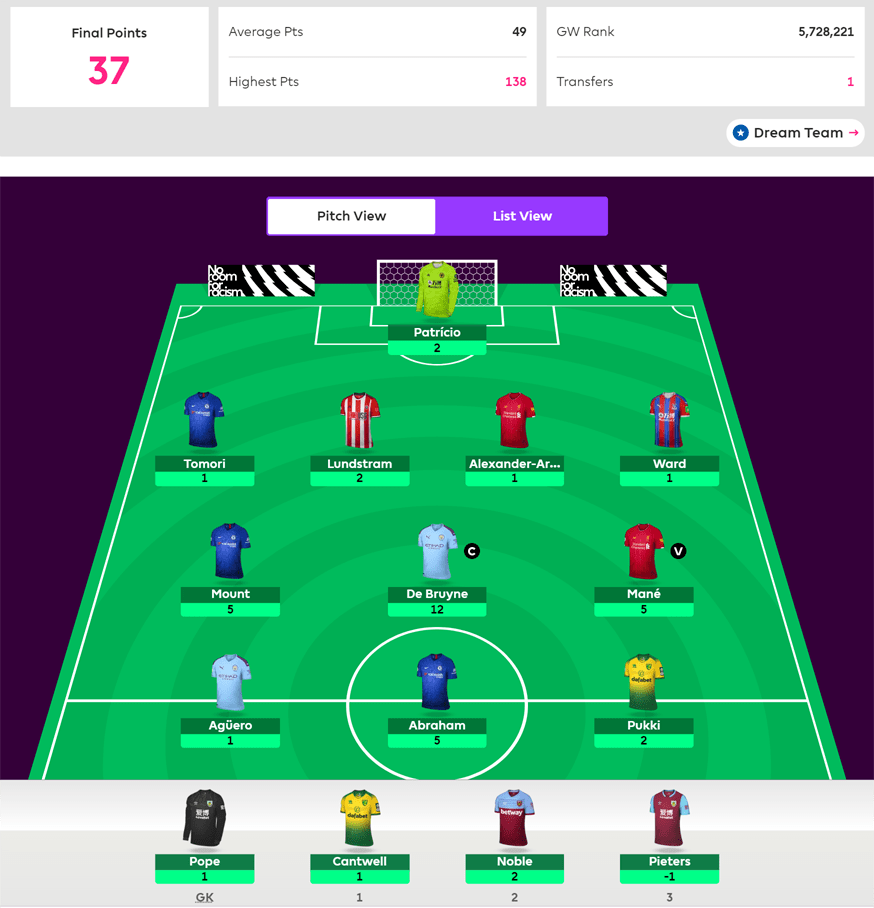 Final Points
37
Average Pts 49
Highest Pts 138
GW Rank 5,728,221
Transfers 1
Dream Team →
Pitch View
List View
No room for racism
No room for racism
Patrício
2
Tomori
1
Lundstram
2
Alexander-Ar...
1
Ward
1
Mount
5
C
De Bruyne
12
V
Mané
5
Agüero
1
Abraham
5
dafabet
Pukki
2
Pope
1
GK
dafabet
Cantwell
1
1
betway
Noble
2
2
Pieters
-1
3